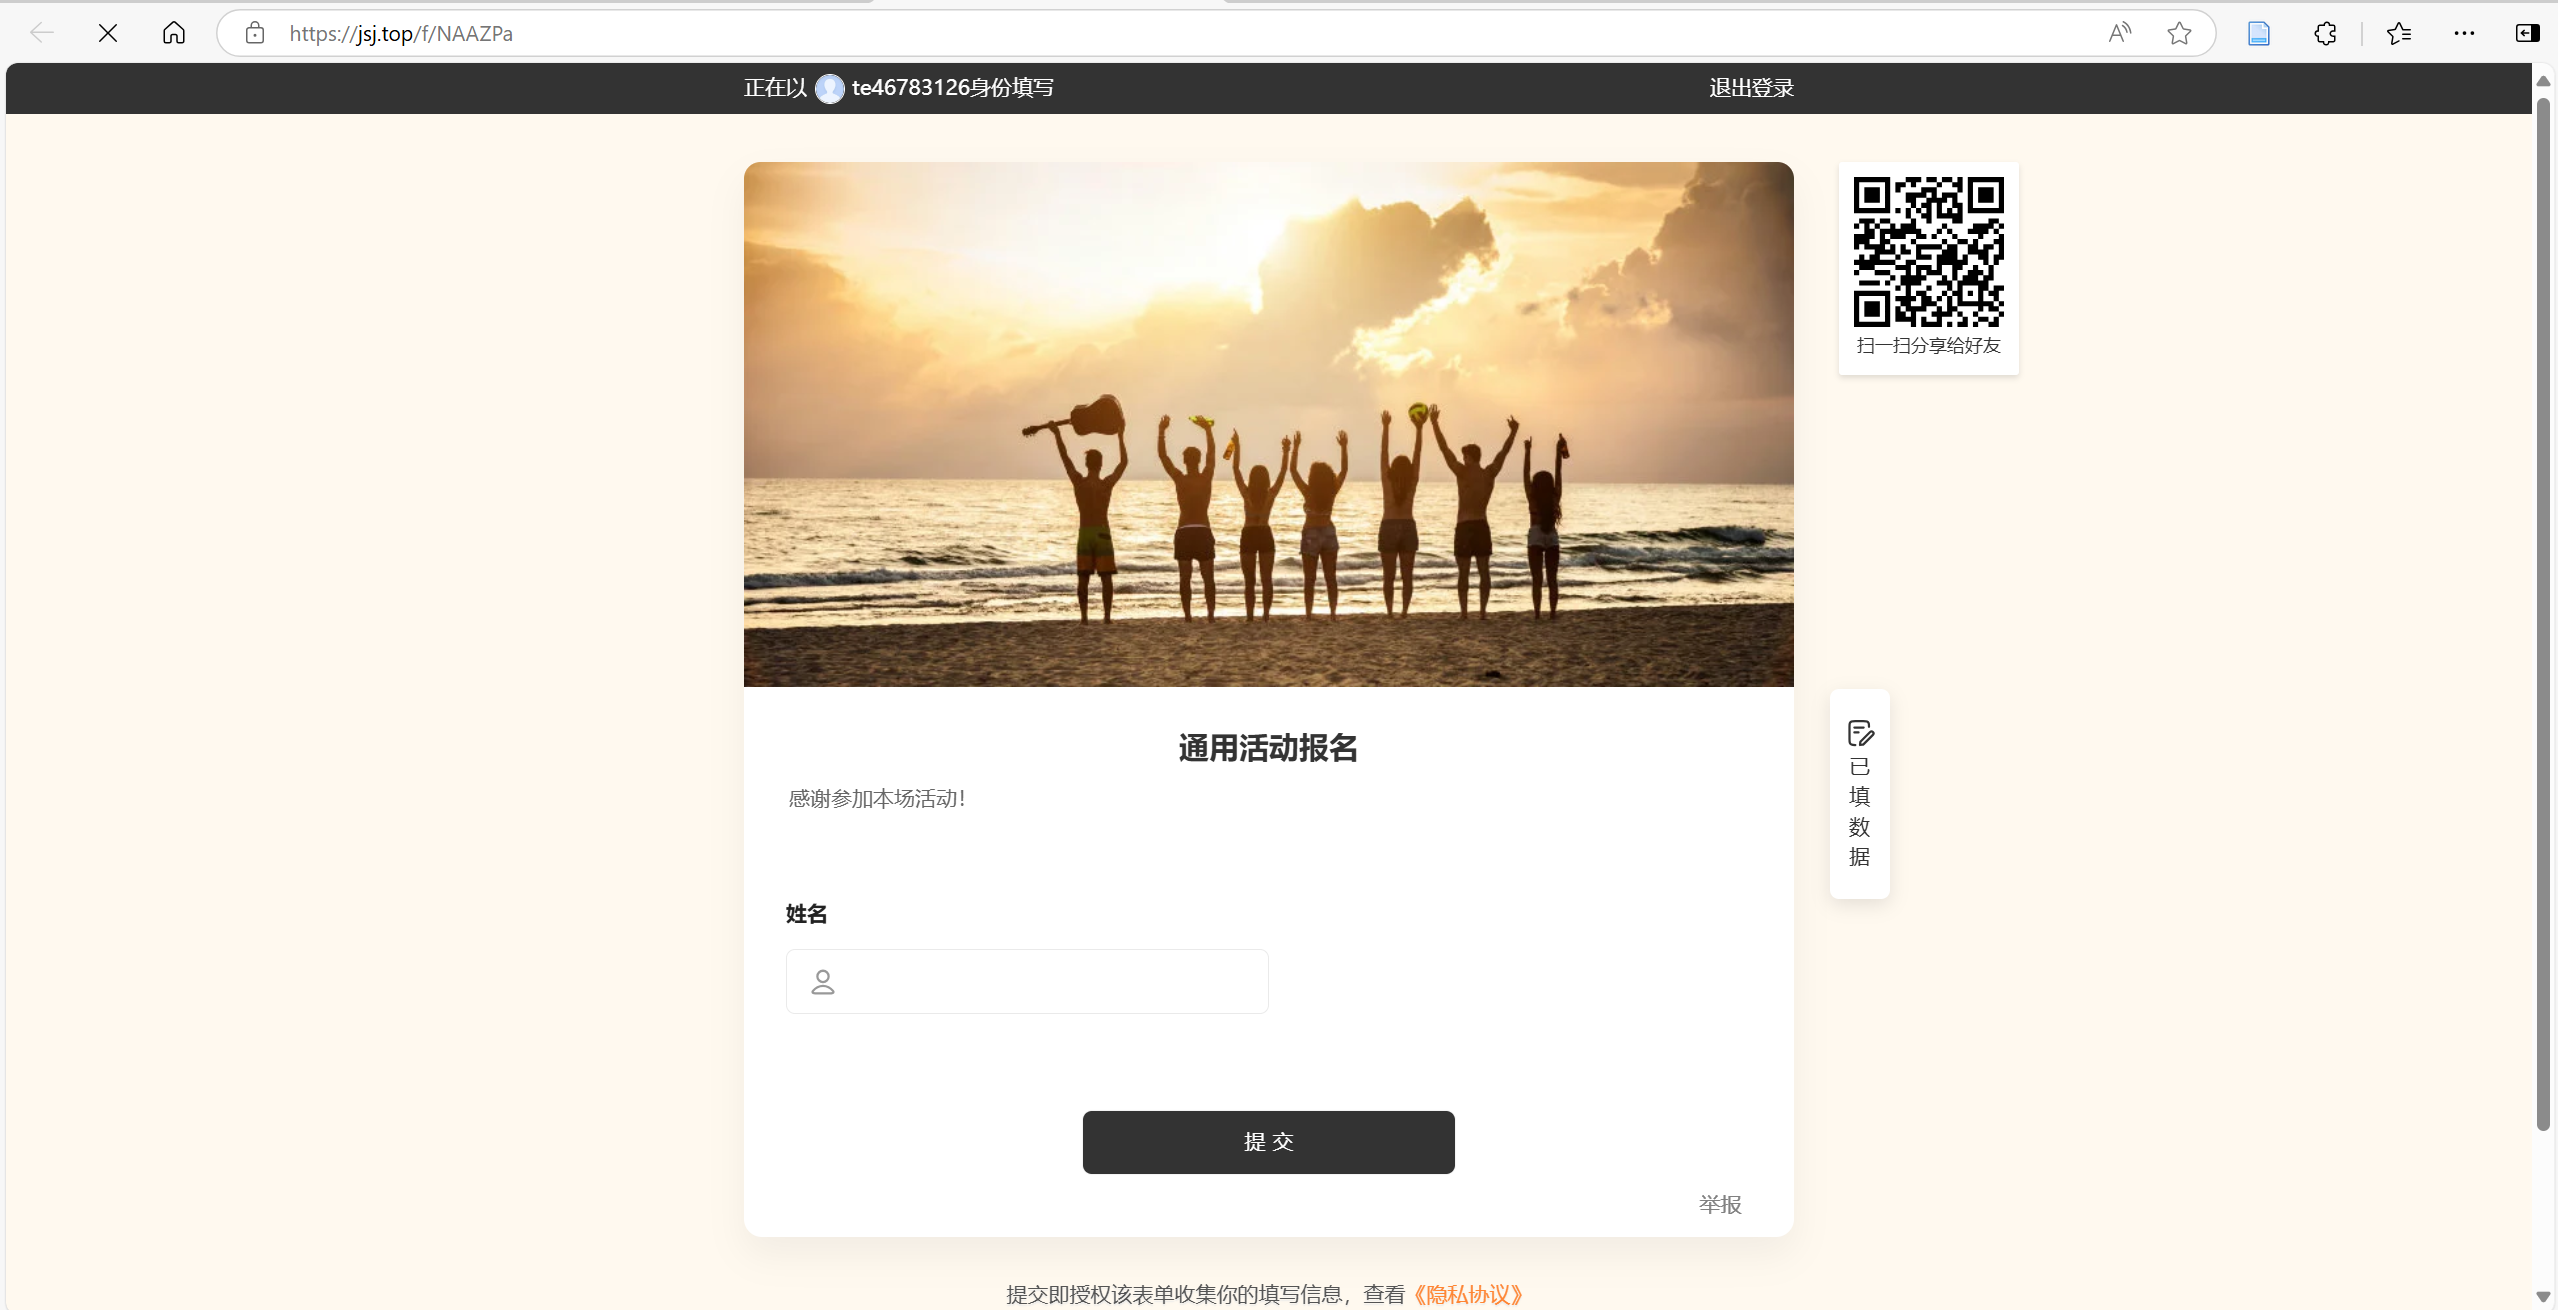 https://jsj.top/f/NAAZPa
正在以 te46783126身份填写
退出登录
扫一扫分享给好友
通用活动报名
感谢参加本场活动！
已填数据
姓名
提 交
举报
提交即授权该表单收集你的填写信息，查看《隐私协议》